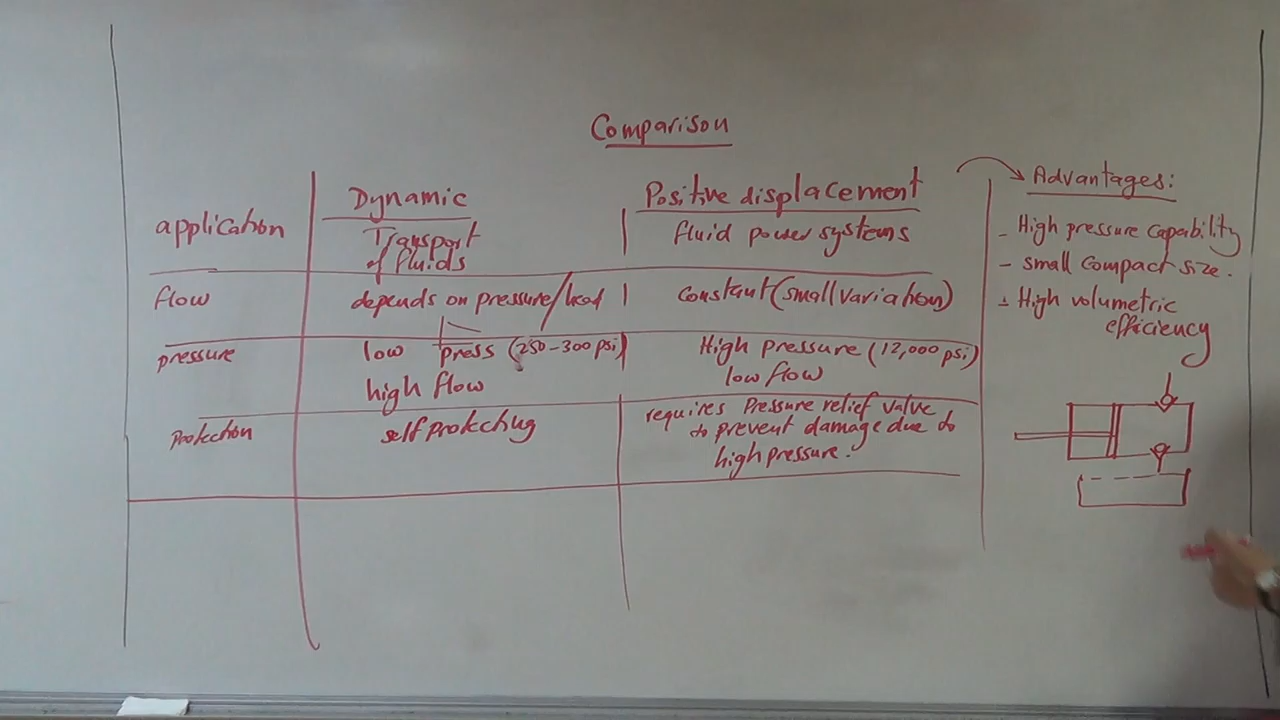 Comparison
Dynamic
Positive displacement
application
Transport
of fluids
fluid power systems
flow
depends on pressure/head
Constant (small variation)
pressure
low press (250-300 psi)
high flow
High pressure (12,000 psi)
low flow
Protection
self protecting
requires Pressure relief valve
to prevent damage due to
high pressure.
Advantages:
- High pressure capability
- small compact size.
- High volumetric
efficiency